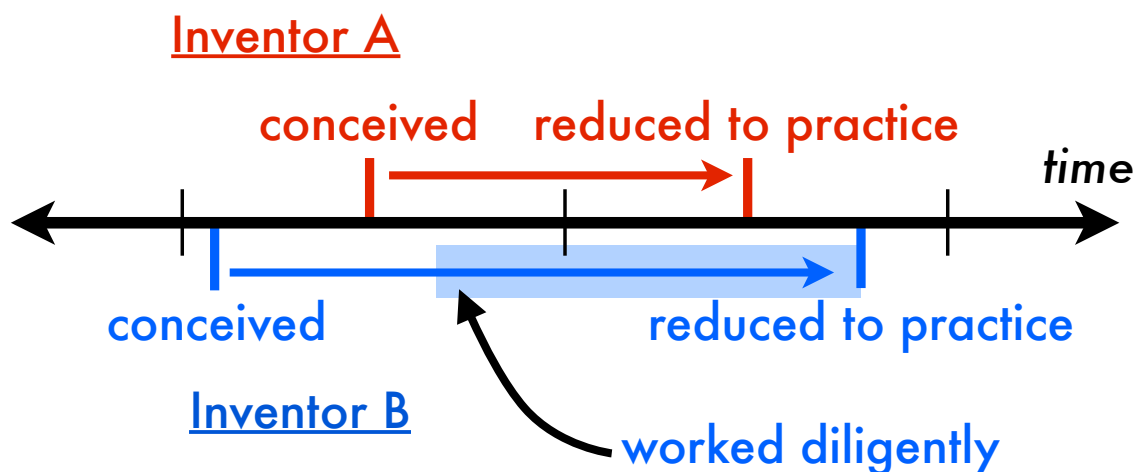 Inventor A
conceived reduced to practice
time
conceived reduced to practice
Inventor B
worked diligently